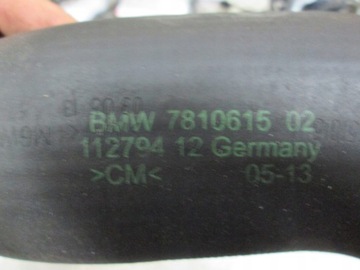 BMW 7810615 02
112794 12 Germany
>CM< 05-13